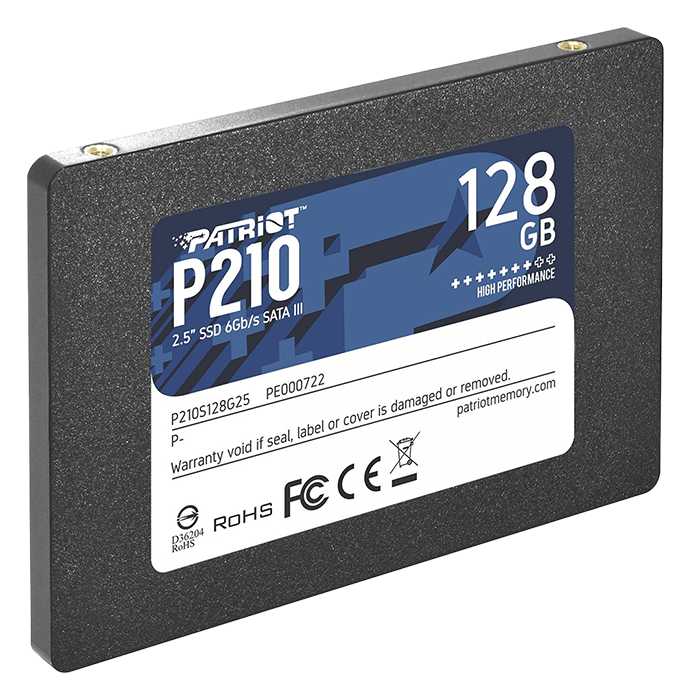 PATRIOT™
P210
2.5" SSD 6Gb/s SATA III
128
GB
HIGH PERFORMANCE
P210S128G25 PE000722
P-
Warranty void if seal, label or cover is damaged or removed.
patriotmemory.com
D36204
RoHS
RoHS
FC CE